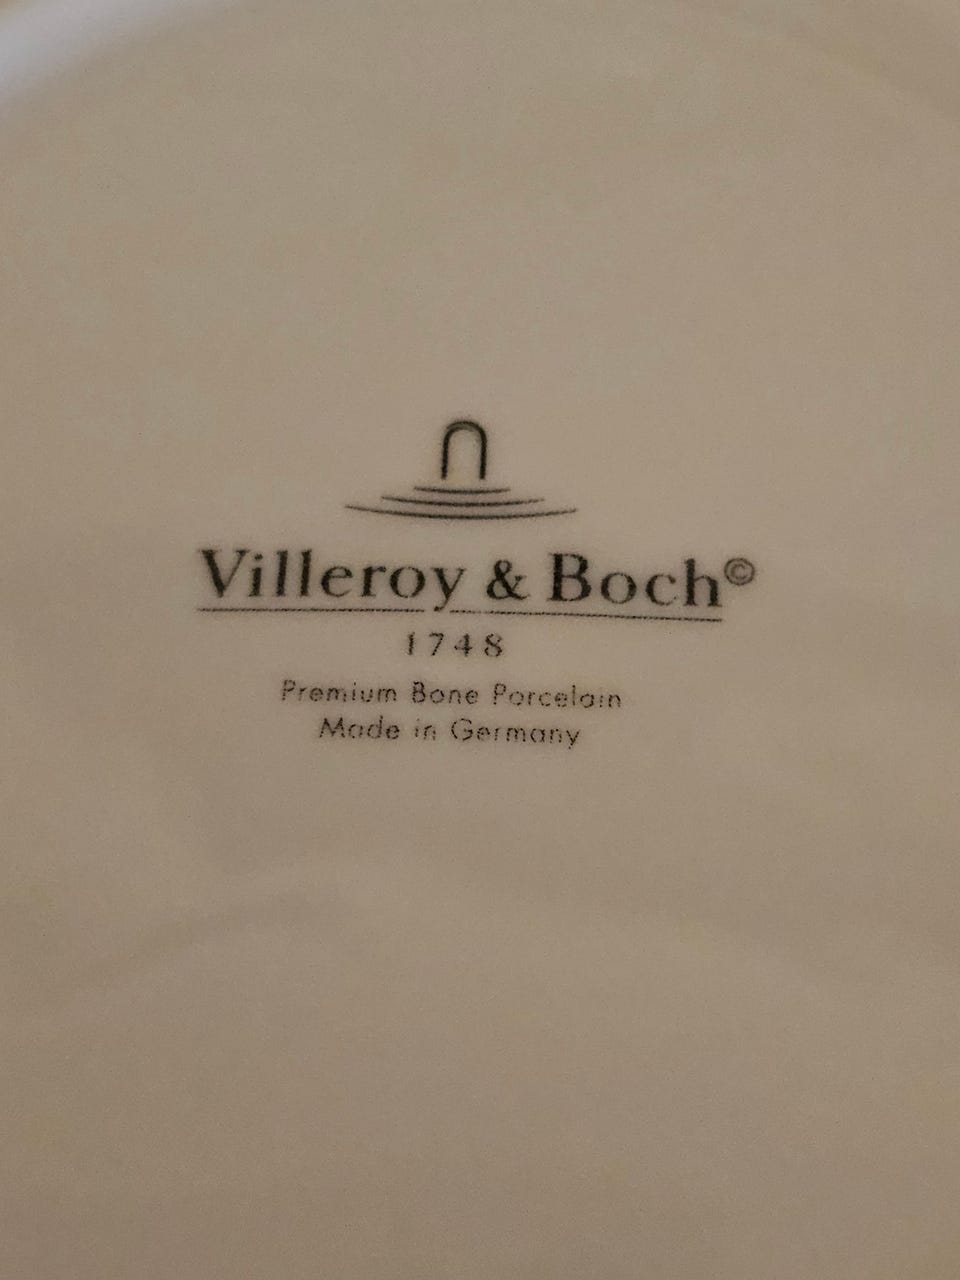 Villeroy & Boch©
1748
Premium Bone Porcelain
Made in Germany